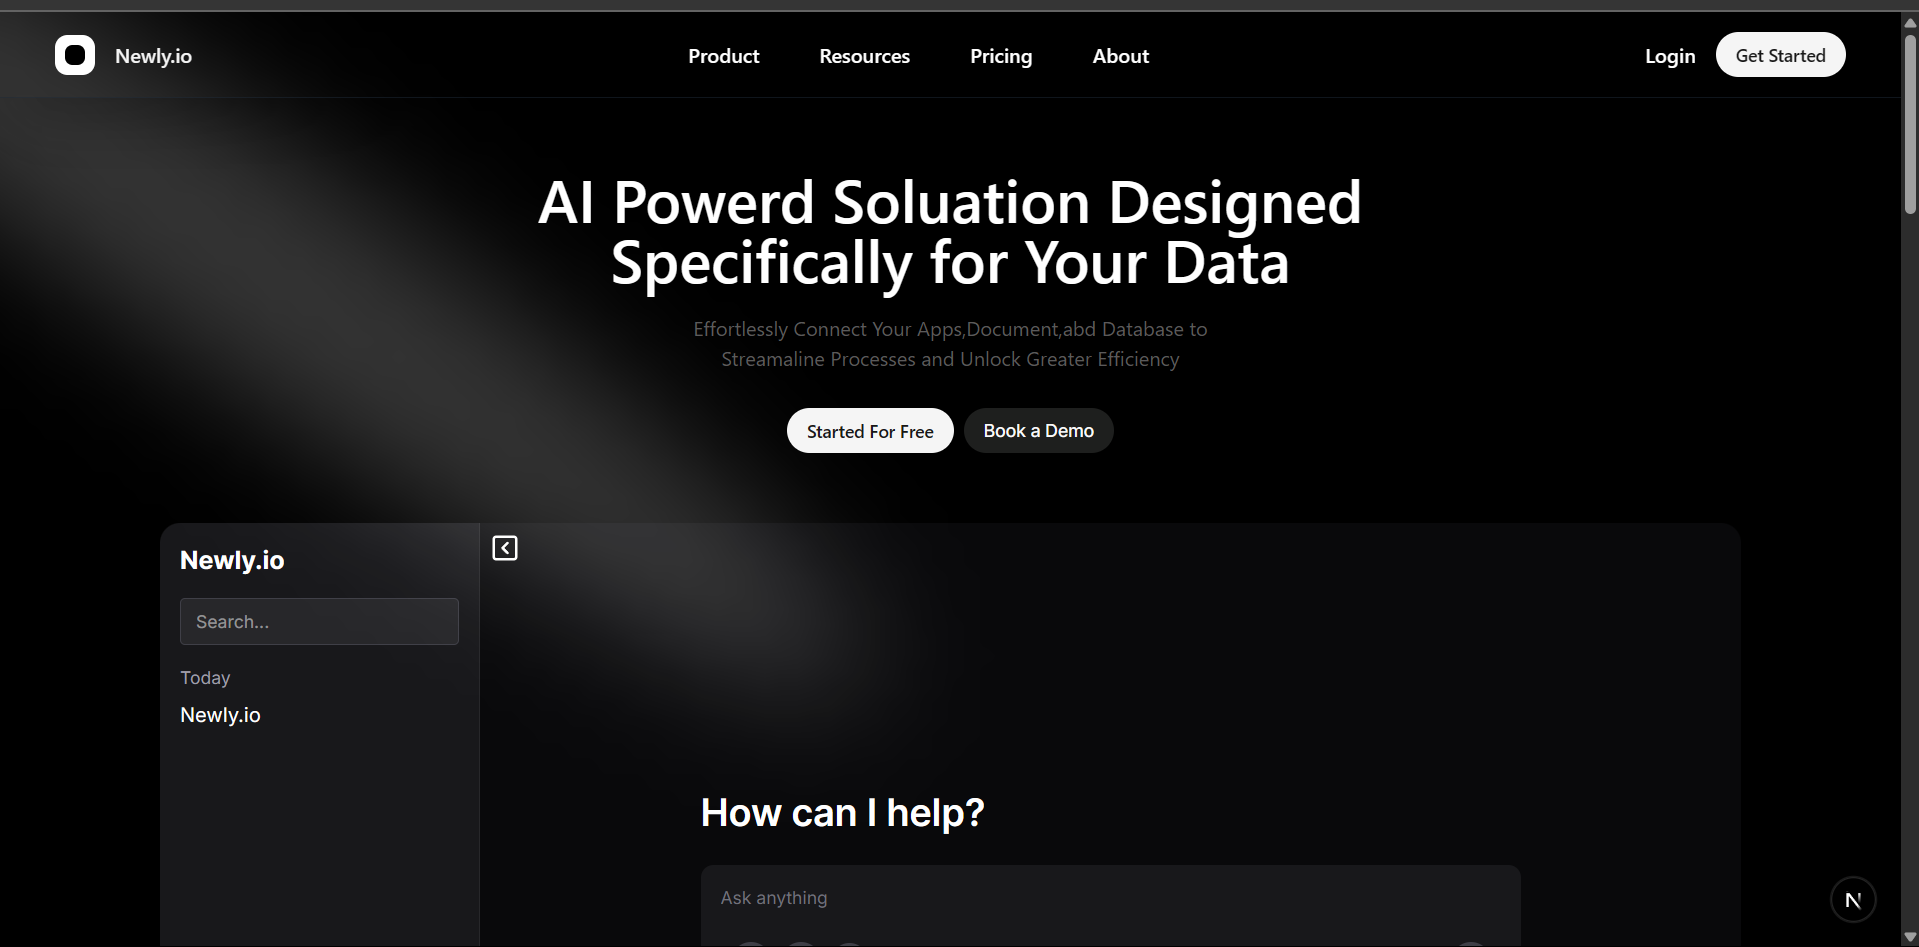 Newly.io
Product
Resources
Pricing
About
Login
Get Started
AI Powerd Soluation Designed
Specifically for Your Data
Effortlessly Connect Your Apps,Document,abd Database to
Streamaline Processes and Unlock Greater Efficiency
Started For Free
Book a Demo
Newly.io
Search...
Today
Newly.io
How can I help?
Ask anything
N